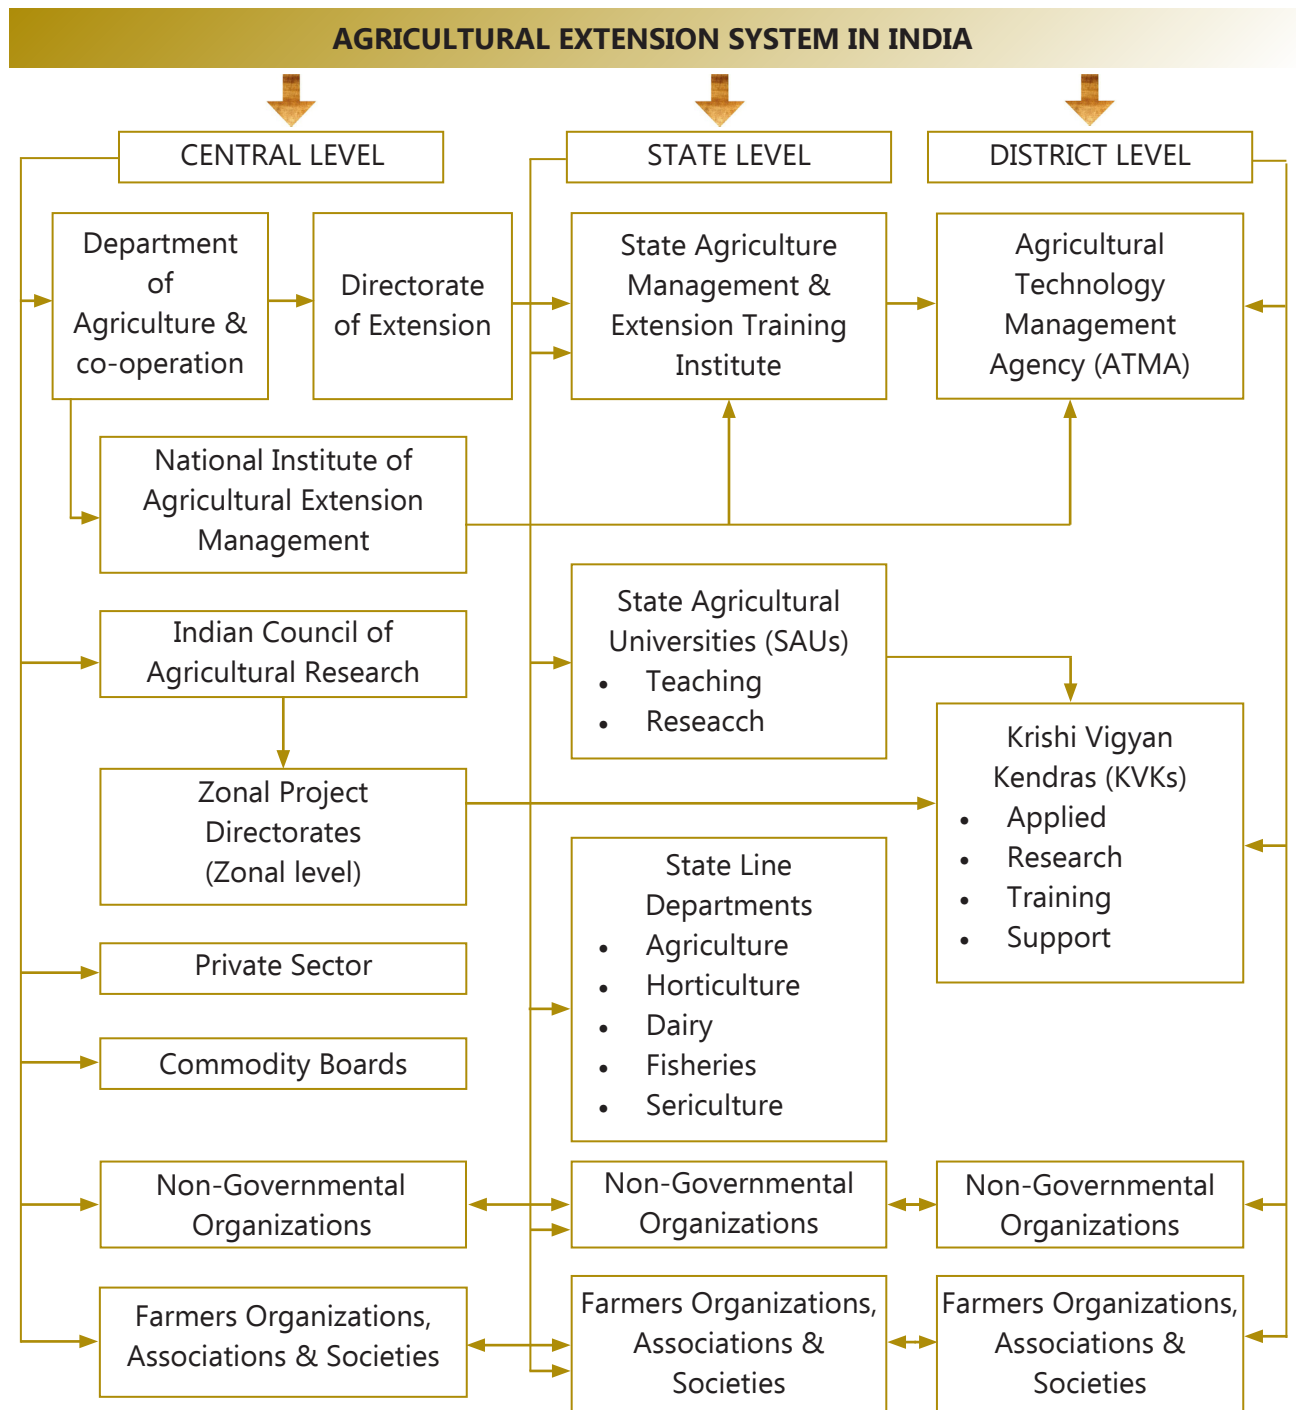 AGRICULTURAL EXTENSION SYSTEM IN INDIA
CENTRAL LEVEL
STATE LEVEL
DISTRICT LEVEL
Department
of
Agriculture &
co-operation
Directorate
of Extension
State Agriculture
Management &
Extension Training
Institute
Agricultural
Technology
Management
Agency (ATMA)
National Institute of
Agricultural Extension
Management
Indian Council of
Agricultural Research
State Agricultural
Universities (SAUs)
• Teaching
• Reseacch
Krishi Vigyan
Kendras (KVKs)
• Applied
• Research
• Training
• Support
Zonal Project
Directorates
(Zonal level)
State Line
Departments
• Agriculture
• Horticulture
• Dairy
• Fisheries
• Sericulture
Private Sector
Commodity Boards
Non-Governmental
Organizations
Non-Governmental
Organizations
Non-Governmental
Organizations
Farmers Organizations,
Associations & Societies
Farmers Organizations,
Associations &
Societies
Farmers Organizations,
Associations &
Societies